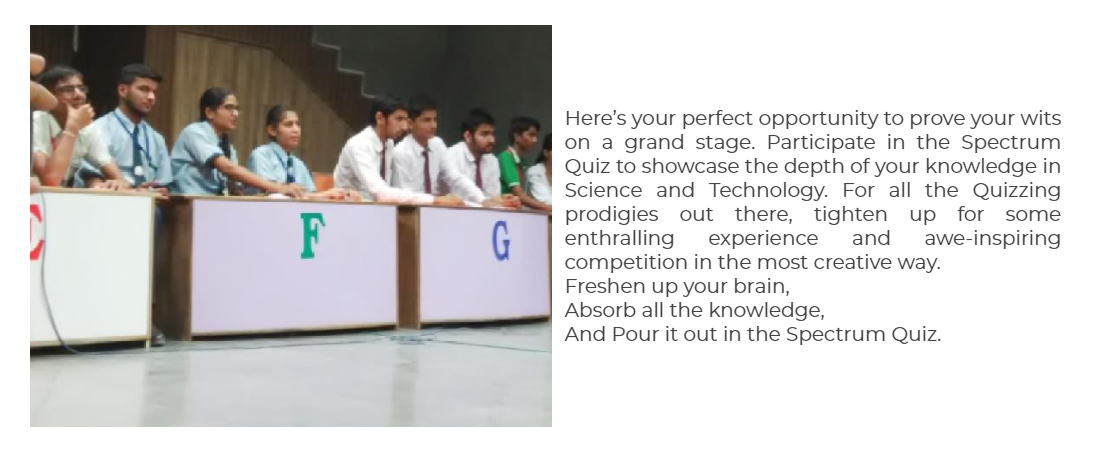 E
F
G
Here's your perfect opportunity to prove your wits
on a grand stage. Participate in the Spectrum
Quiz to showcase the depth of your knowledge in
Science and Technology. For all the Quizzing
prodigies out there, tighten up for some
enthralling experience and awe-inspiring
competition in the most creative way.
Freshen up your brain,
Absorb all the knowledge,
And Pour it out in the Spectrum Quiz.